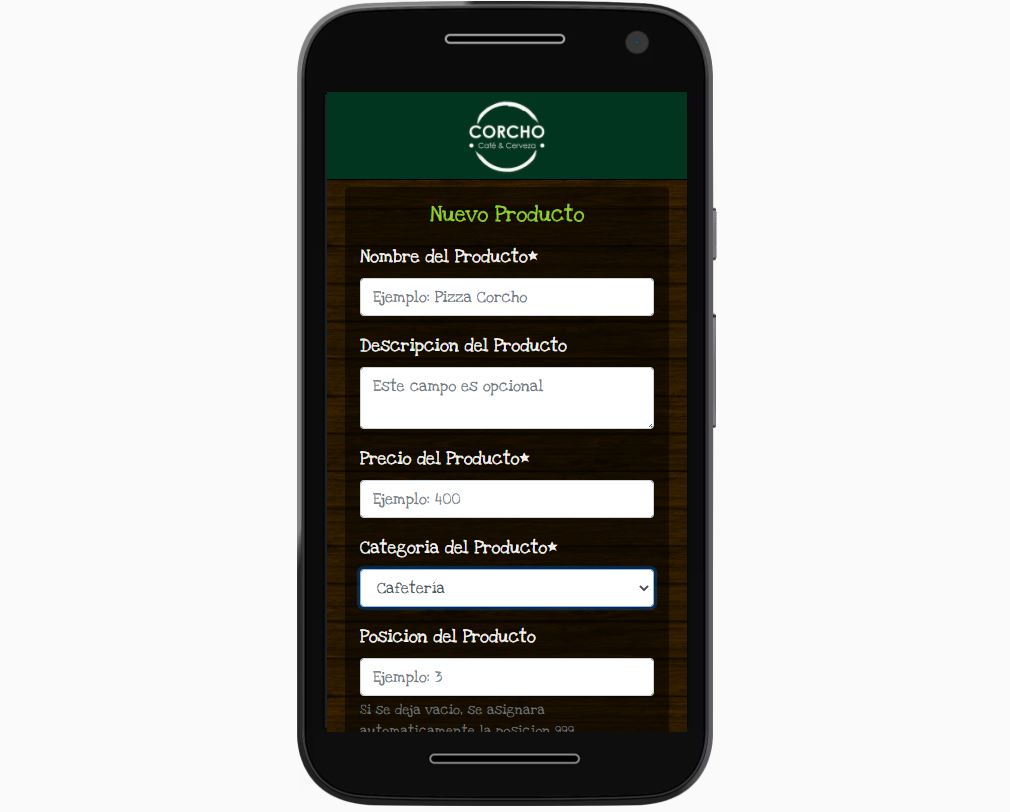 CORCHO
• Café & Cerveza •
Nuevo Producto
Nombre del Producto*
Ejemplo: Pizza Corcho
Descripcion del Producto
Este campo es opcional
Precio del Producto*
Ejemplo: 400
Categoria del Producto*
Cafetería
Posicion del Producto
Ejemplo: 3
Si se deja vacio, se asignara
automaticamente la posicion 999